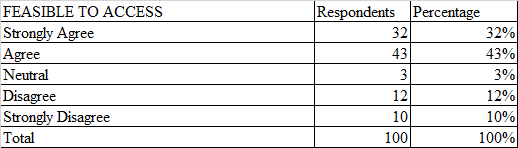 FEASIBLE TO ACCESS Respondents Percentage
Strongly Agree 32 32%
Agree 43 43%
Neutral 3 3%
Disagree 12 12%
Strongly Disagree 10 10%
Total 100 100%